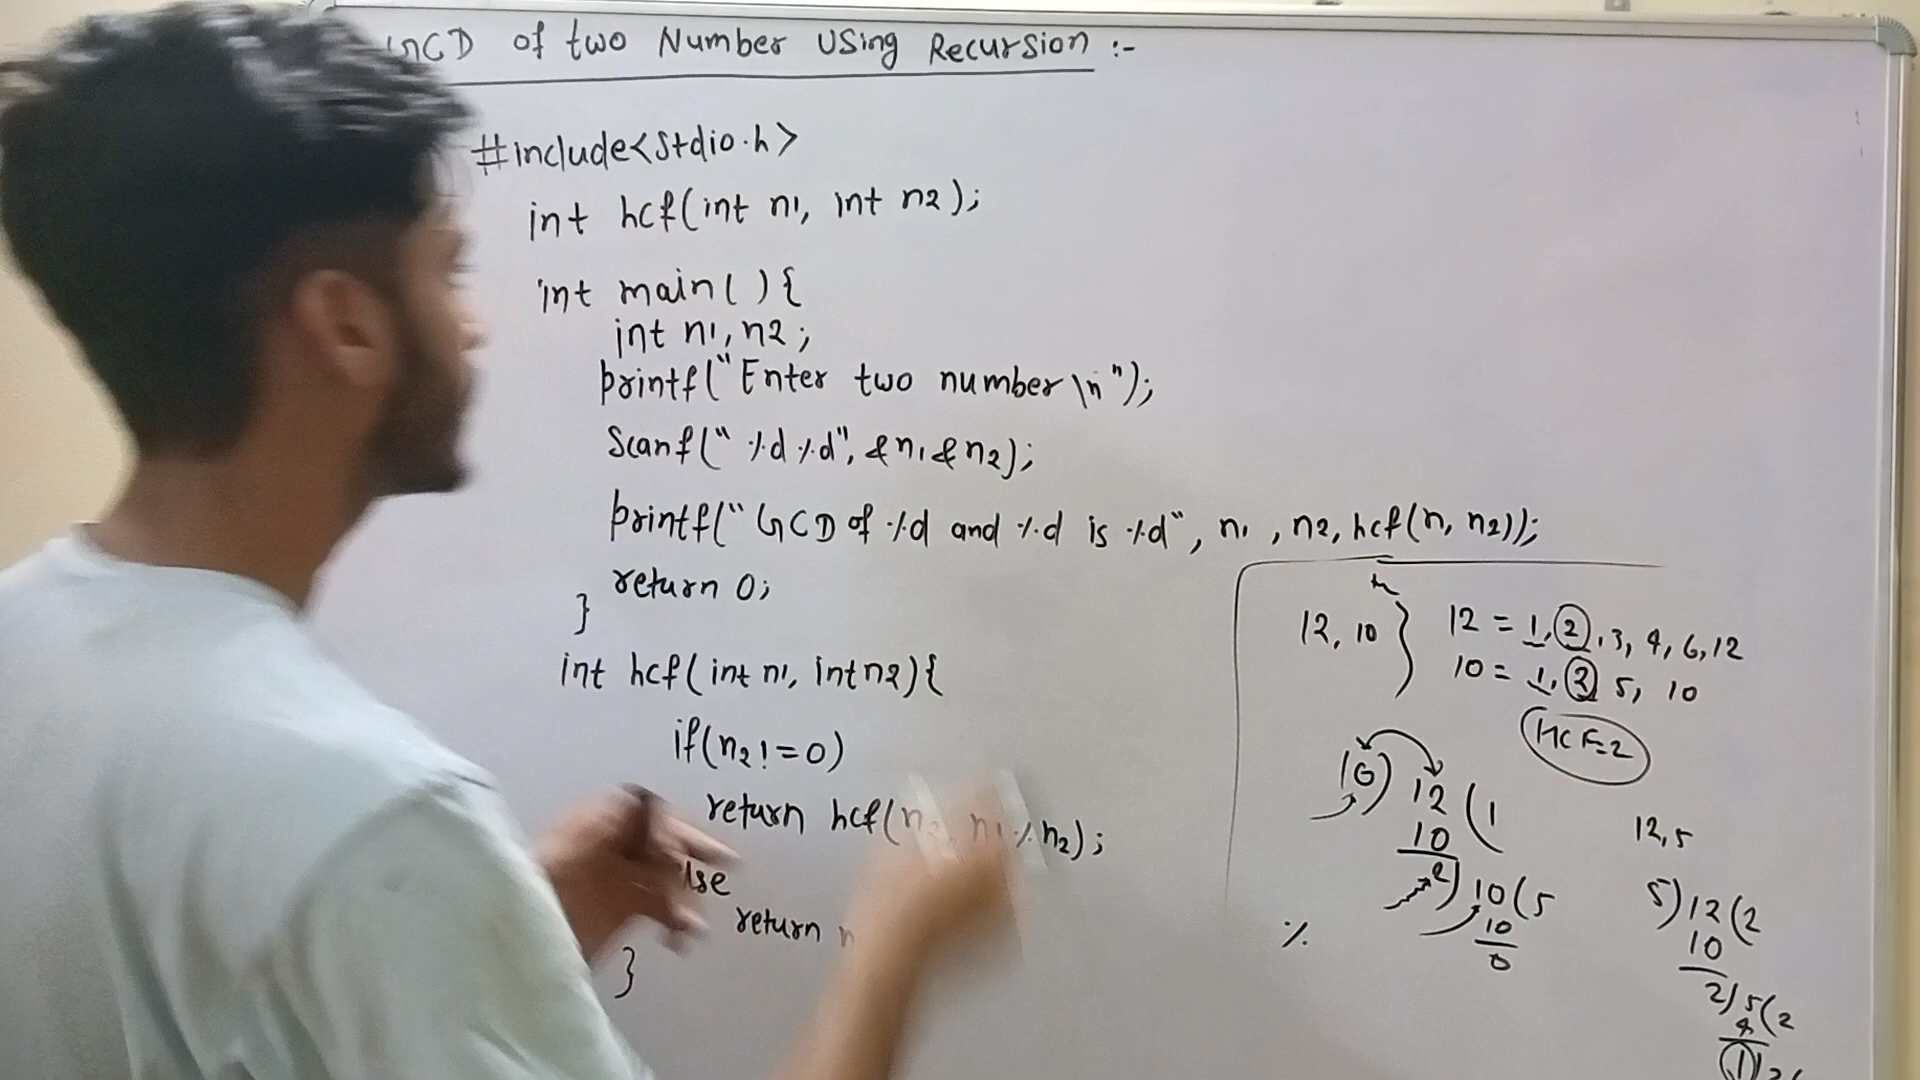 GCD of two Number Using Recursion :-
#include<stdio.h>
int hcf(int n1, int n2);
int main( ){
int n1, n2;
printf("Enter two number \n");
Scanf(" %d %d", &n1 & n2);
printf(" GCD of %d and %d is %d", n1, n2, hcf(n, n2));
return 0;
}
int hcf( int n1, int n2){
if(n2 != 0)
return hcf( n1 % n2);
return
}
12, 10 }
12 = 1, 2, 3, 4, 6, 12
10 = 1, 2 5, 10
HCF=2
10) 12 (1
10
2) 10 (5
10
0
%
12, 5
5) 12 (2
10
2) 5 (2
4
1)